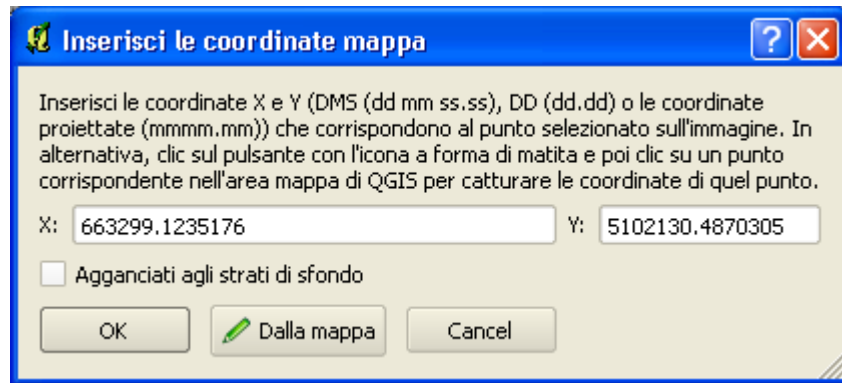 Inserisci le coordinate mappa
Inserisci le coordinate X e Y (DMS (dd mm ss.ss), DD (dd.dd) o le coordinate
proiettate (mmmm.mm)) che corrispondono al punto selezionato sull'immagine. In
alternativa, clic sul pulsante con l'icona a forma di matita e poi clic su un punto
corrispondente nell'area mappa di QGIS per catturare le coordinate di quel punto.
X: 663299.1235176 Y: 5102130.4870305
Agganciati agli strati di sfondo
OK Dalla mappa Cancel